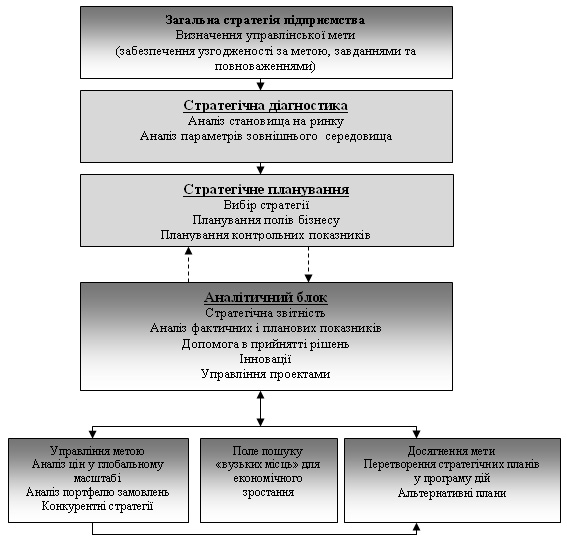 Загальна стратегія підприємства
Визначення управлінської мети
(забезпечення узгодженості за метою, завданнями та
повноваженнями)
Стратегічна діагностика
Аналіз становища на ринку
Аналіз параметрів зовнішнього середовища
Стратегічне планування
Вибір стратегії
Планування полів бізнесу
Планування контрольних показників
Аналітичний блок
Стратегічна звітність
Аналіз фактичних і планових показників
Допомога в прийнятті рішень
Інновації
Управління проектами
Управління метою
Аналіз цін у глобальному
масштабі
Аналіз портфелю замовлень
Конкурентні стратегії
Поле пошуку
«вузьких місць» для
економічного
зростання
Досягнення мети
Перетворення стратегічних планів
у програму дій
Альтернативні плани